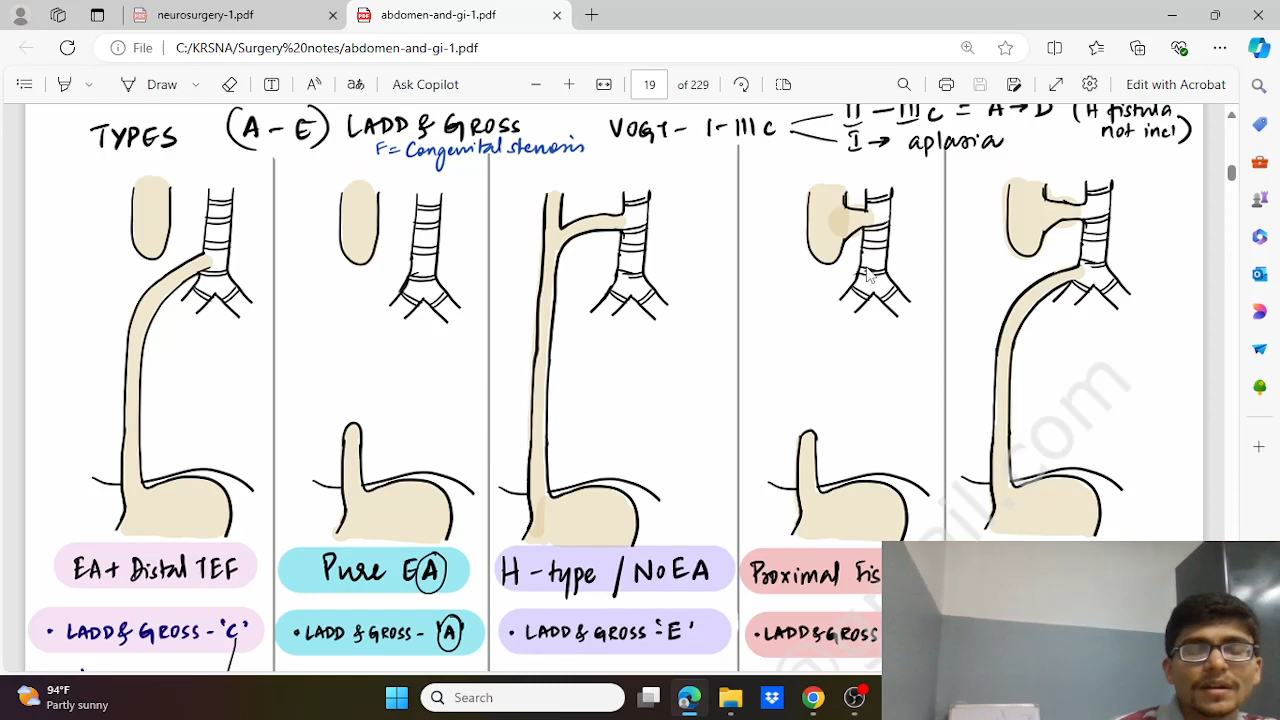 neurosurgery-1.pdf
abdomen-and-gi-1.pdf
File
C:/KRSNA/Surgery%20notes/abdomen-and-gi-1.pdf
Draw
Ask Copilot
19
of 229
Edit with Acrobat
TYPES (A - E) LADD & GROSS
F = Congenital stenosis
VOGT - I - III C
II - III C = A → D (H fistula
not incl)
I → aplasia
EA + Distal TEF
Pure EA
H-type / No EA
Proximal Fis
• LADD & GROSS - 'C'
• LADD & GROSS - 'A'
• LADD & GROSS - 'E'
• LADD & GROSS
mail.com
94°F
Partly sunny
Search